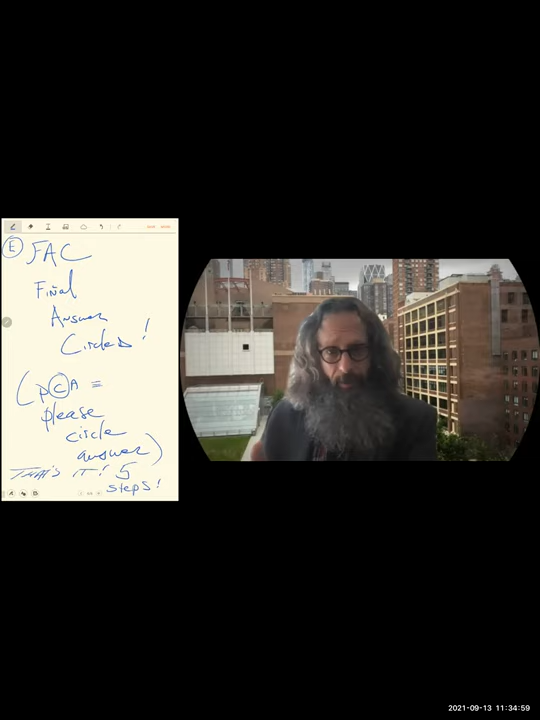 E FAC
Final
Answer
Circled!
(pCA ≡
please
circle
answer)
THAT'S IT! 5
steps!
2021-09-13 11:34:59